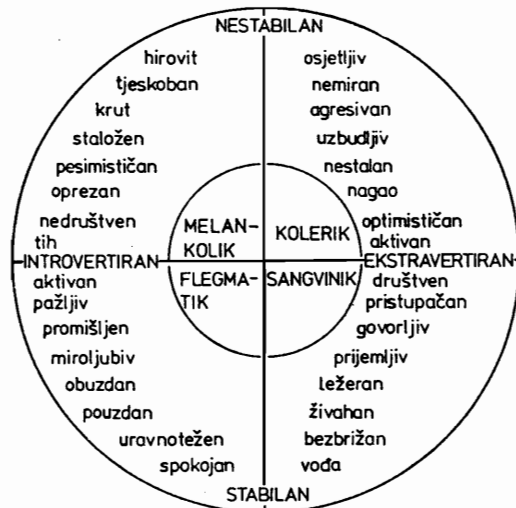 NESTABILAN
hirovit
tjeskoban
krut
staložen
pesimističan
oprezan
nedruštven
tih
osjetljiv
nemiran
agresivan
uzbudljiv
nestalan
nagao
optimističan
aktivan
MELAN-
KOLIK
KOLERIK
INTROVERTIRAN
EKSTRAVERTIRAN
FLEGMA-
TIK
SANGVINIK
aktivan
pažljiv
promišljen
miroljubiv
obuzdan
pouzdan
uravnotežen
spokojan
društven
pristupačan
govorljiv
prijemljiv
ležeran
živahan
bezbrižan
vođa
STABILAN